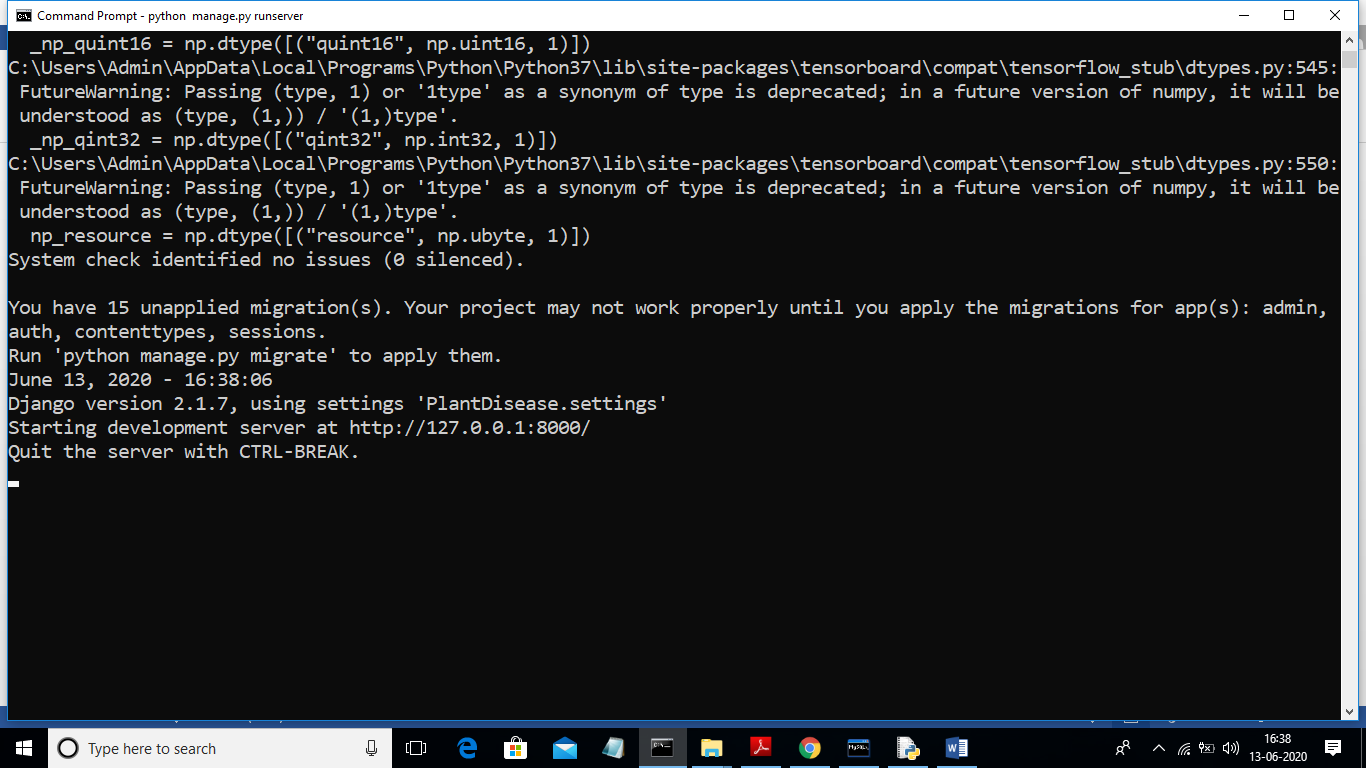 Command Prompt - python  manage.py runserver
  _np_quint16 = np.dtype([("quint16", np.uint16, 1)])
C:\Users\Admin\AppData\Local\Programs\Python\Python37\lib\site-packages\tensorboard\compat\tensorflow_stub\dtypes.py:545:
 FutureWarning: Passing (type, 1) or '1type' as a synonym of type is deprecated; in a future version of numpy, it will be
 understood as (type, (1,)) / '(1,)type'.
  _np_qint32 = np.dtype([("qint32", np.int32, 1)])
C:\Users\Admin\AppData\Local\Programs\Python\Python37\lib\site-packages\tensorboard\compat\tensorflow_stub\dtypes.py:550:
 FutureWarning: Passing (type, 1) or '1type' as a synonym of type is deprecated; in a future version of numpy, it will be
 understood as (type, (1,)) / '(1,)type'.
  np_resource = np.dtype([("resource", np.ubyte, 1)])
System check identified no issues (0 silenced).

You have 15 unapplied migration(s). Your project may not work properly until you apply the migrations for app(s): admin,
auth, contenttypes, sessions.
Run 'python manage.py migrate' to apply them.
June 13, 2020 - 16:38:06
Django version 2.1.7, using settings 'PlantDisease.settings'
Starting development server at http://127.0.0.1:8000/
Quit the server with CTRL-BREAK.
Type here to search
16:38
13-06-2020